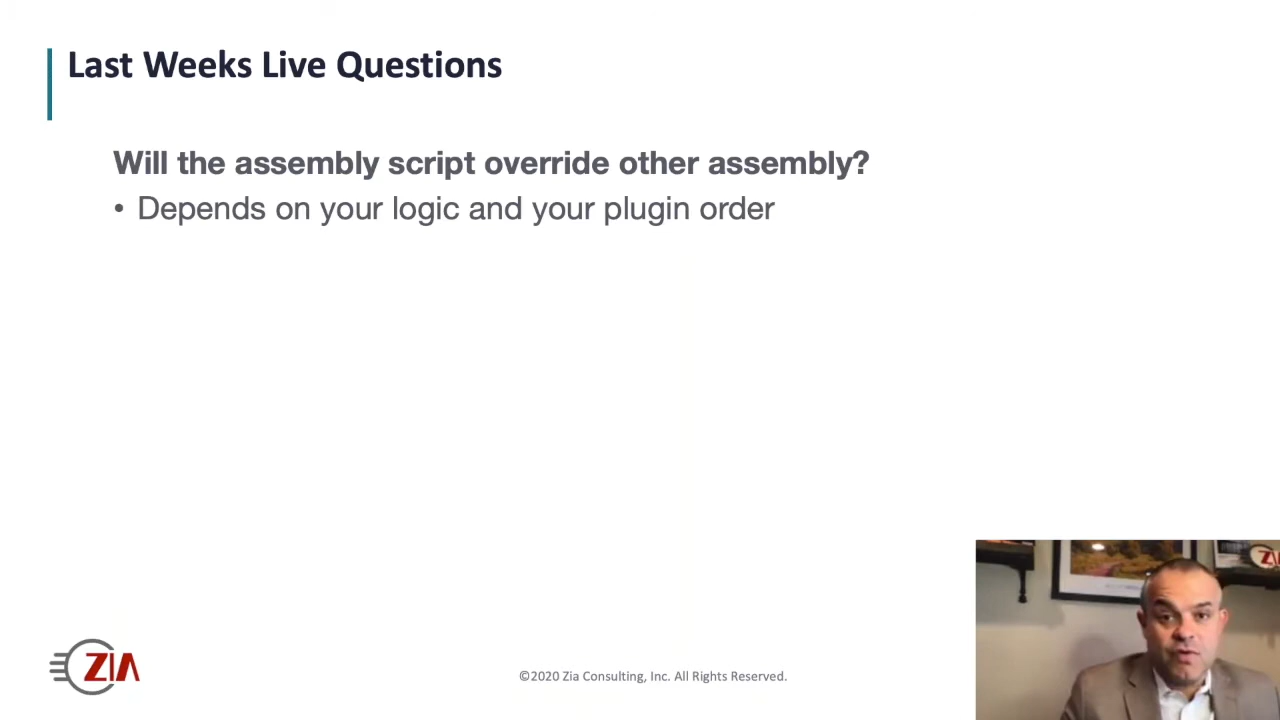 Last Weeks Live Questions
Will the assembly script override other assembly?
• Depends on your logic and your plugin order
ZIA
©2020 Zia Consulting, Inc. All Rights Reserved.